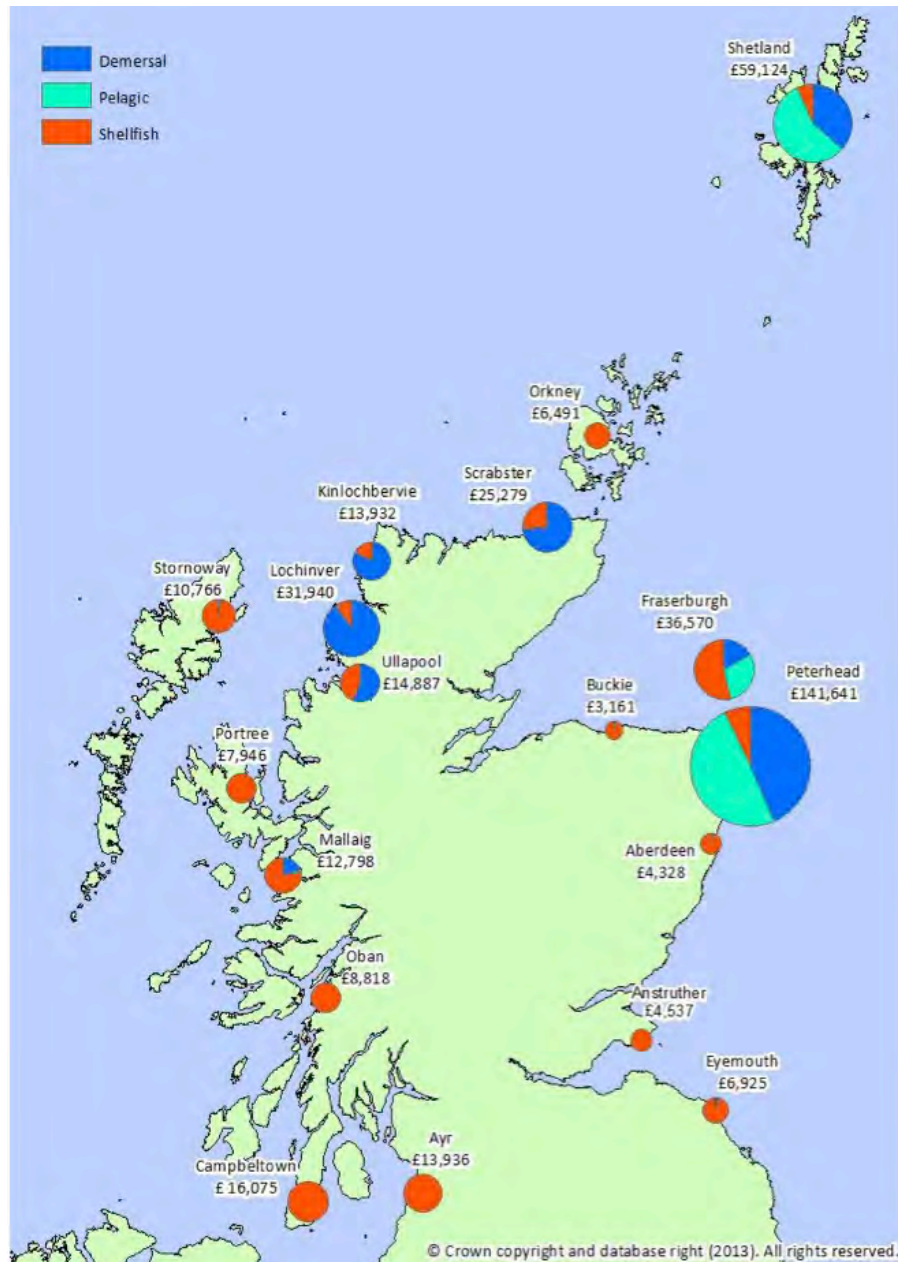 Demersal
Pelagic
Shellfish
Shetland
£59,124
Orkney
£6,491
Scrabster
£25,279
Kinlochbervie
£13,932
Stornoway
£10,766
Lochinver
£31,940
Fraserburgh
£36,570
Ullapool
£14,887
Peterhead
£141,641
Buckie
£3,161
Portree
£7,946
Mallaig
£12,798
Aberdeen
£4,328
Oban
£8,818
Anstruther
£4,537
Eyemouth
£6,925
Ayr
£13,936
Campbeltown
£ 16,075
© Crown copyright and database right (2013). All rights reserved.